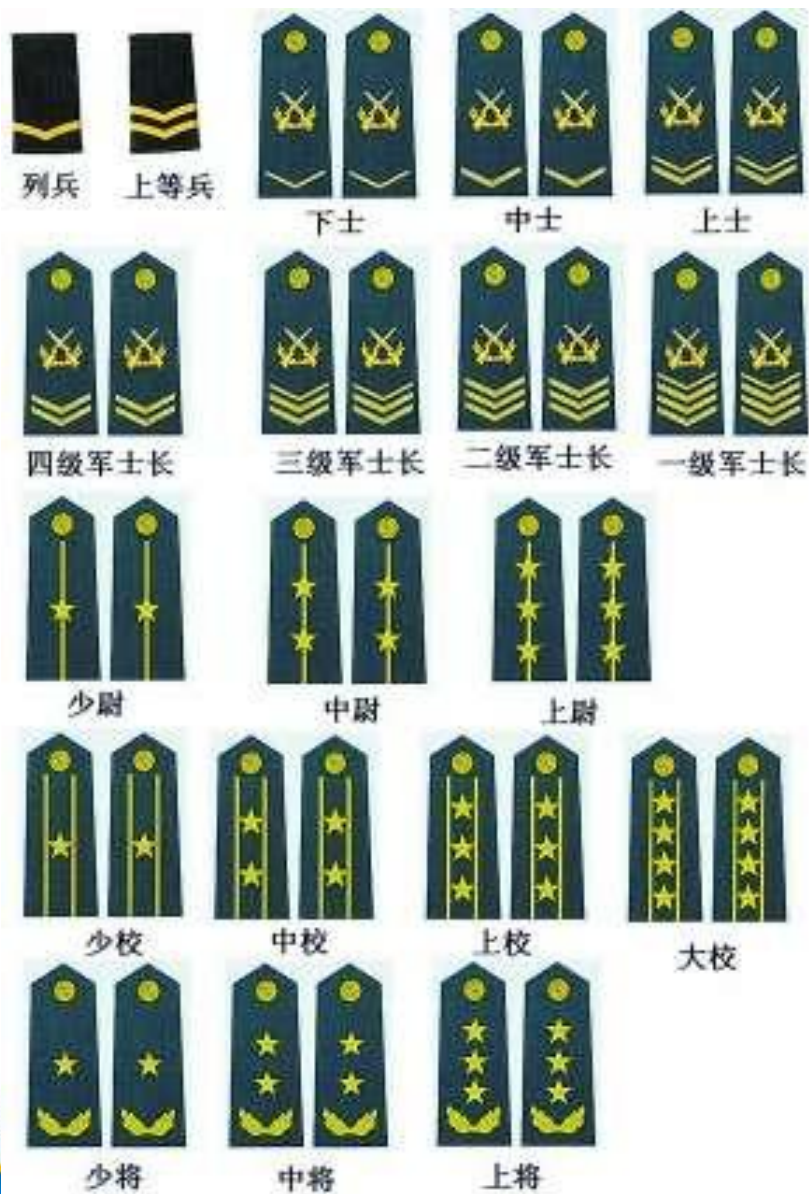 列兵 上等兵 下士 中士 上士
四级军士长 三级军士长 二级军士长 一级军士长
少尉 中尉 上尉
少校 中校 上校 大校
少将 中将 上将